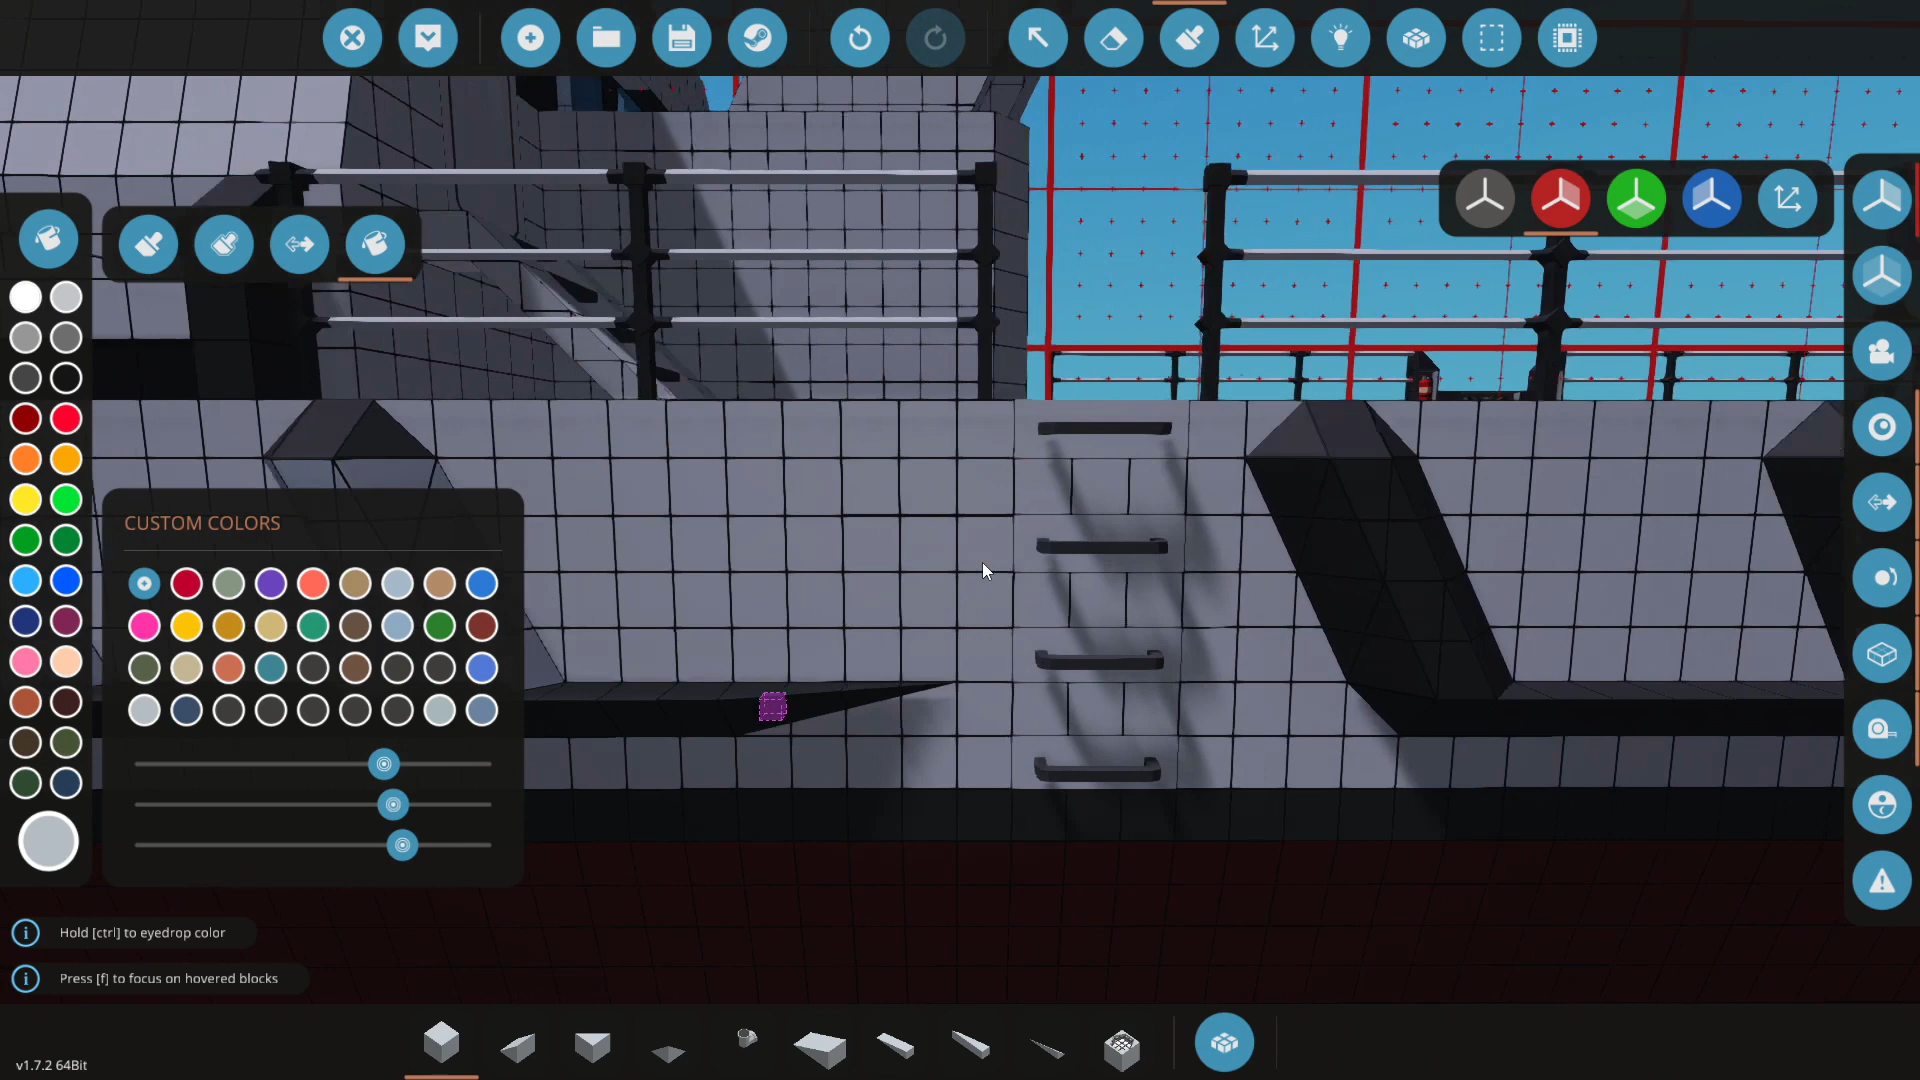 CUSTOM COLORS
Hold [ctrl] to eyedrop color
Press [f] to focus on hovered blocks
v1.7.2 64Bit